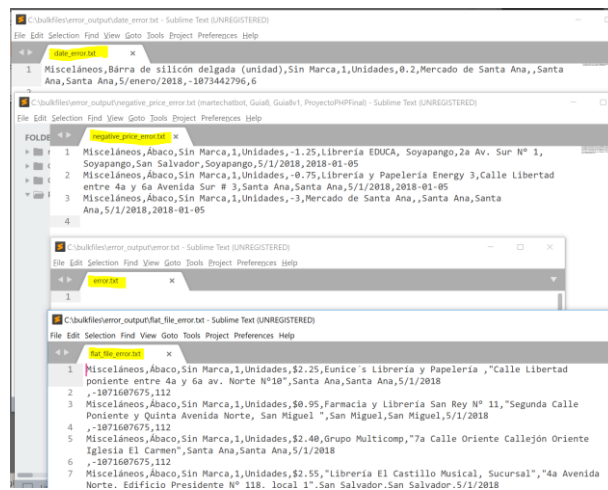 C:\bulkfiles\error_output\date_error.txt - Sublime Text (UNREGISTERED)
File Edit Selection Find View Goto Tools Project Preferences Help
date_error.txt ×
1 Misceláneos,Bárra de silicón delgada (unidad),Sin Marca,1,Unidades,0.2,Mercado de Santa Ana,,Santa
Ana,Santa Ana,5/enero/2018,-1073442796,6
C:\bulkfiles\error_output\negative_price_error.txt (martechatbot, Guia8, Guia8v1, ProyectoPHPFinal) - Sublime Text (UNREGISTERED)
File Edit Selection Find View Goto Tools Project Preferences Help
FOLDE
negative_price_error.txt ×
1 Misceláneos,Ábaco,Sin Marca,1,Unidades,-1.25,Librería EDUCA, Soyapango,2a Av. Sur Nº 1,
Soyapango,San Salvador,Soyapango,5/1/2018,2018-01-05
2 Misceláneos,Ábaco,Sin Marca,1,Unidades,-0.75,Librería y Papelería Energy 3,Calle Libertad
entre 4a y 6a Avenida Sur # 3,Santa Ana,Santa Ana,5/1/2018,2018-01-05
3 Misceláneos,Ábaco,Sin Marca,1,Unidades,-3,Mercado de Santa Ana,,Santa Ana,Santa
Ana,5/1/2018,2018-01-05
4
C:\bulkfiles\error_output\error.txt - Sublime Text (UNREGISTERED)
File Edit Selection Find View Goto Tools Project Preferences Help
error.txt ×
1
C:\bulkfiles\error_output\flat_file_error.txt - Sublime Text (UNREGISTERED)
File Edit Selection Find View Goto Tools Project Preferences Help
flat_file_error.txt ×
1 Misceláneos,Ábaco,Sin Marca,1,Unidades,$2.25,Eunice´s Librería y Papelería ,"Calle Libertad
poniente entre 4a y 6a av. Norte Nº10",Santa Ana,Santa Ana,5/1/2018
2 ,-1071607675,112
3 Misceláneos,Ábaco,Sin Marca,1,Unidades,$0.95,Farmacia y Librería San Rey Nº 11,"Segunda Calle
Poniente y Quinta Avenida Norte, San Miguel ",San Miguel,San Miguel,5/1/2018
4 ,-1071607675,112
5 Misceláneos,Ábaco,Sin Marca,1,Unidades,$2.40,Grupo Multicomp,"7a Calle Oriente Callejón Oriente
Iglesia El Carmen",Santa Ana,Santa Ana,5/1/2018
6 ,-1071607675,112
7 Misceláneos,Ábaco,Sin Marca,1,Unidades,$2.55,"Librería El Castillo Musical, Sucursal","4a Avenida
Norte, Edificio Presidente Nº 118, local 1",San Salvador,San Salvador,5/1/2018